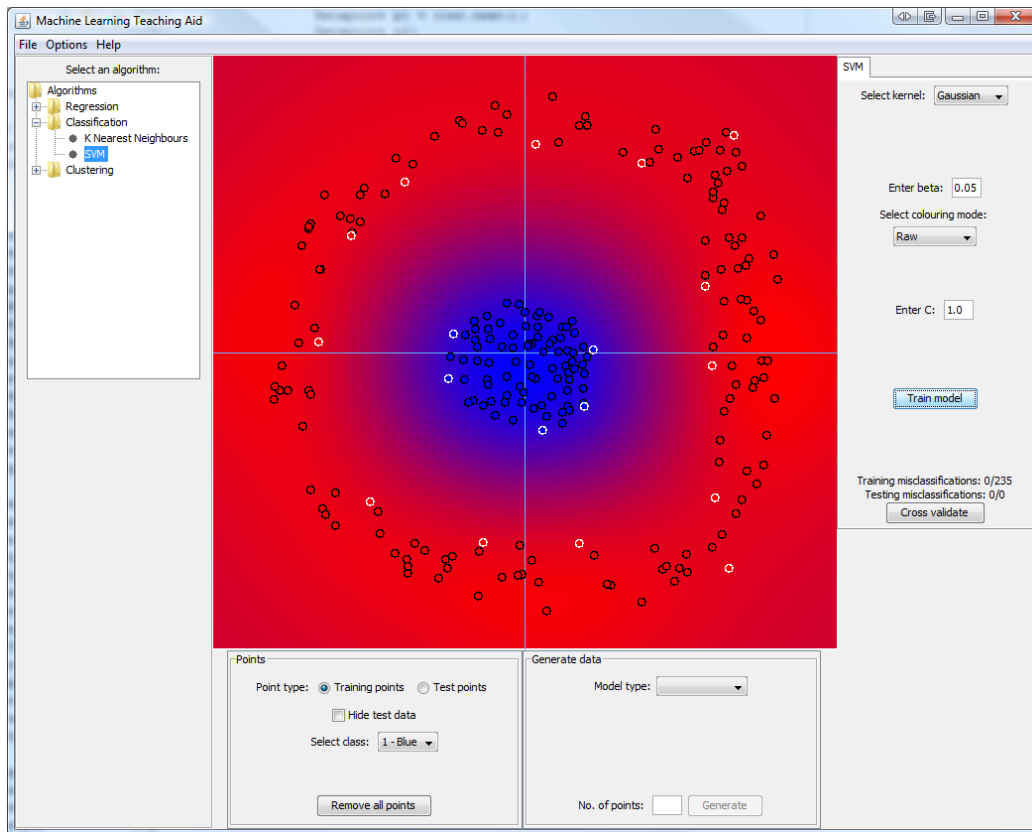 Machine Learning Teaching Aid
File Options Help
Select an algorithm:
Algorithms
Regression
Classification
K Nearest Neighbours
SVM
Clustering
SVM
Select kernel: Gaussian
Enter beta: 0.05
Select colouring mode:
Raw
Enter C: 1.0
Train model
Training misclassifications: 0/235
Testing misclassifications: 0/0
Cross validate
Points
Point type: Training points Test points
Hide test data
Select class: 1 - Blue
Remove all points
Generate data
Model type:
No. of points: Generate